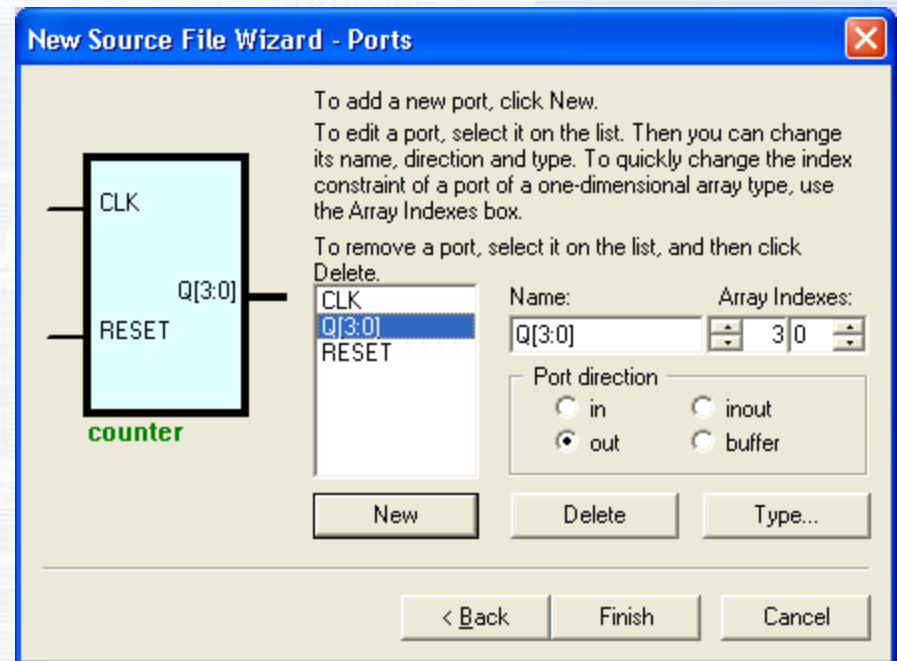 New Source File Wizard - Ports
To add a new port, click New.
To edit a port, select it on the list. Then you can change
its name, direction and type. To quickly change the index
constraint of a port of a one-dimensional array type, use
the Array Indexes box.
To remove a port, select it on the list, and then click
Delete.
CLK
Q[3:0]
RESET
counter
CLK
Q[3:0]
RESET
Name:
Array Indexes:
Q[3:0]
3 0
Port direction
in
inout
out
buffer
New
Delete
Type...
< Back
Finish
Cancel